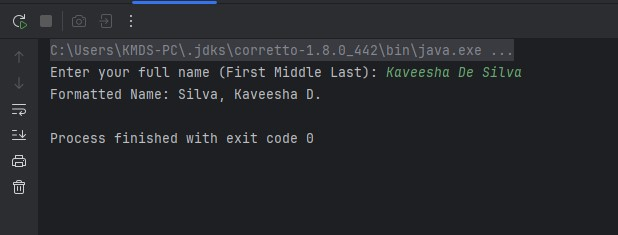 C:\Users\KMDS-PC\.jdks\corretto-1.8.0_442\bin\java.exe ...
Enter your full name (First Middle Last): Kaveesha De Silva
Formatted Name: Silva, Kaveesha D.
Process finished with exit code 0